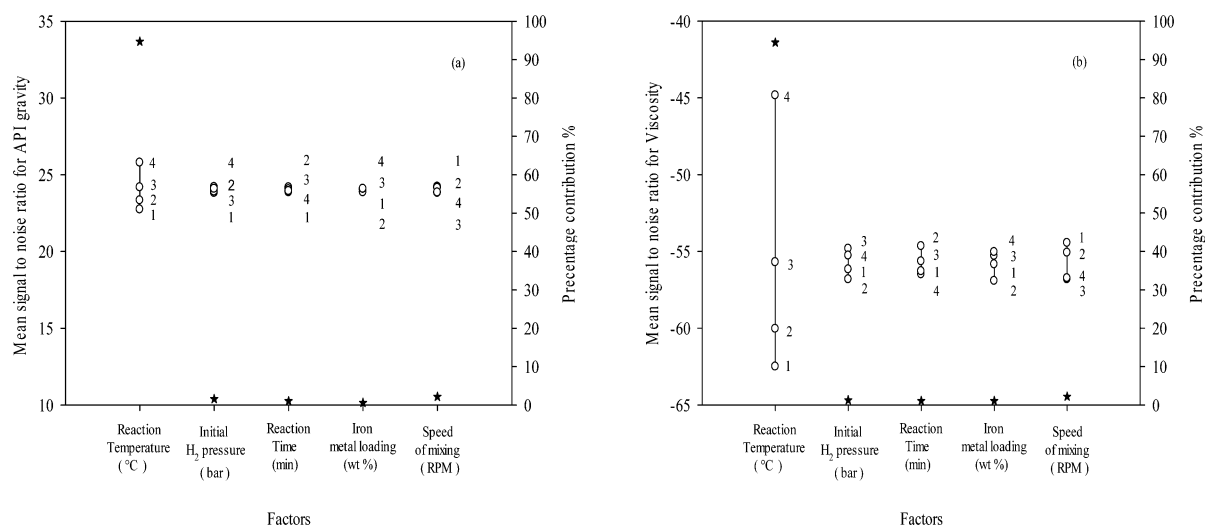 35
30
25
20
15
10
Mean signal to noise ratio for API gravity
100
90
80
70
60
50
40
30
20
10
0
Precentage contribution %
(a)
4
3
2
1
4
2
3
1
2
3
4
1
4
3
1
2
1
2
4
3
Reaction
Temperature
( °C )
Initial
H2 pressure
( bar )
Reaction
Time
(min)
Iron
metal loading
(wt %)
Speed
of mixing
( RPM )
Factors
-40
-45
-50
-55
-60
-65
Mean signal to noise ratio for Viscosity
100
90
80
70
60
50
40
30
20
10
0
Precentage contribution %
(b)
4
3
2
1
3
4
1
2
2
3
1
4
4
3
1
2
1
2
4
3
Reaction
Temperature
( °C )
Initial
H2 pressure
( bar )
Reaction
Time
(min)
Iron
metal loading
(wt %)
Speed
of mixing
( RPM )
Factors